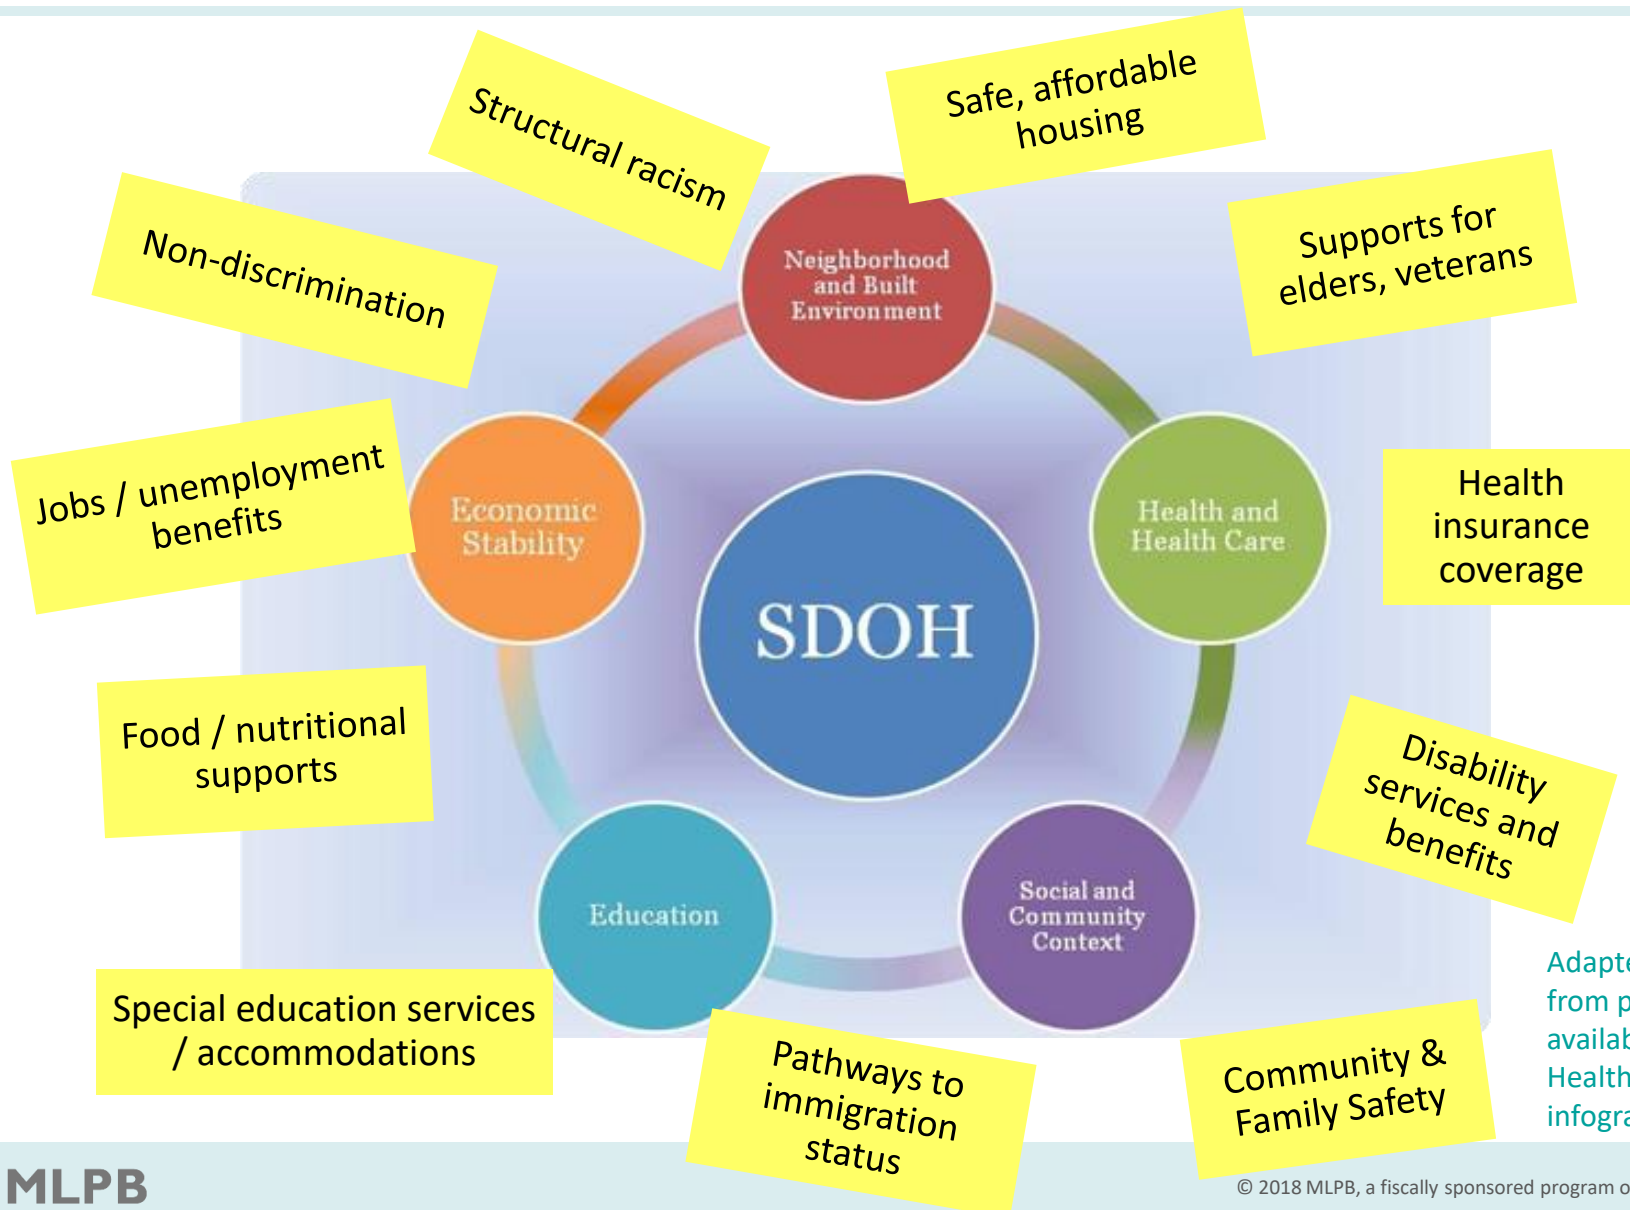 Structural racism
Safe, affordable
housing
Non-discrimination
Supports for
elders, veterans
Neighborhood
and Built
Environment
Jobs / unemployment
benefits
Economic
Stability
Health and
Health Care
Health
insurance
coverage
SDOH
Food / nutritional
supports
Disability
services and
benefits
Education
Social and
Community
Context
Special education services
/ accommodations
Pathways to
immigration
status
Community &
Family Safety
from
Health
MLPB
© 2018 MLPB, a fiscally sponsored program